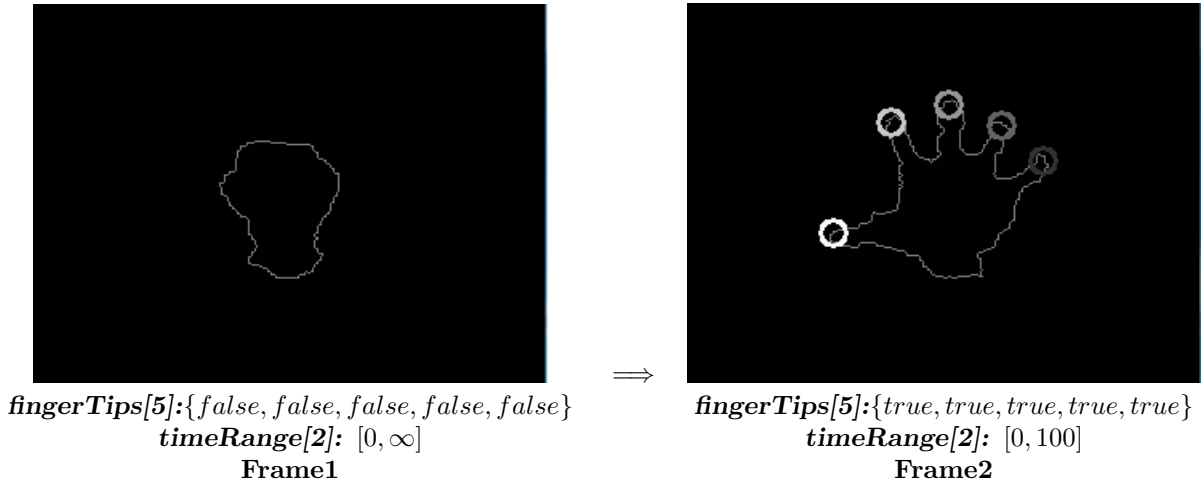 ⟹
fingerTips[5]:{false, false, false, false, false}
timeRange[2]: [0, ∞]
Frame1
fingerTips[5]:{true, true, true, true, true}
timeRange[2]: [0, 100]
Frame2